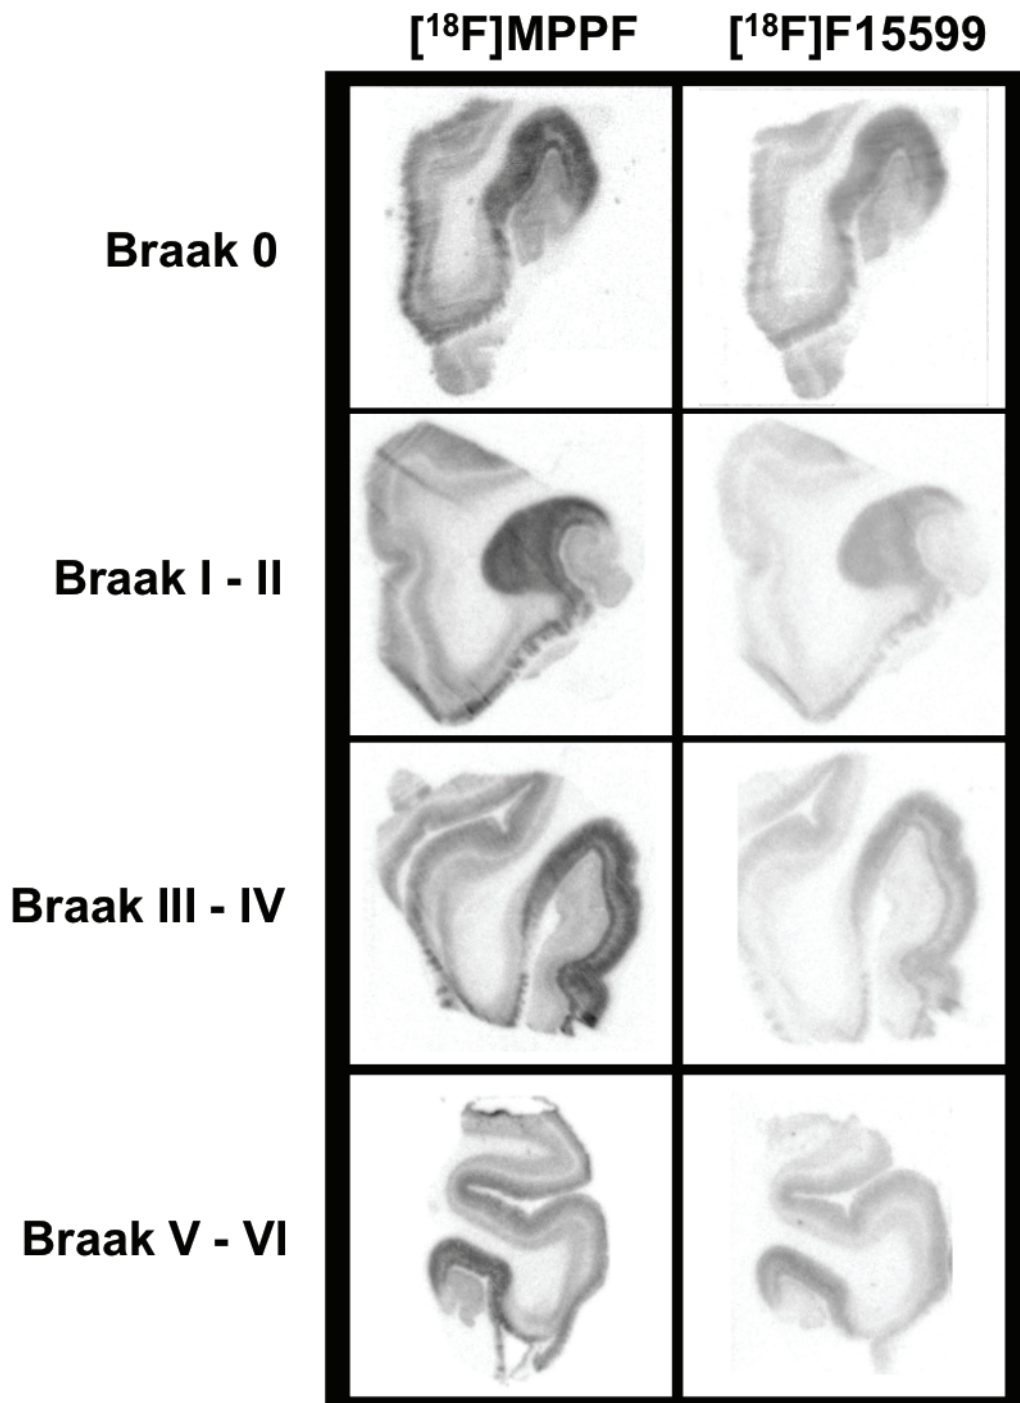 [¹⁸F]MPPF [¹⁸F]F15599
Braak 0
Braak I - II
Braak III - IV
Braak V - VI